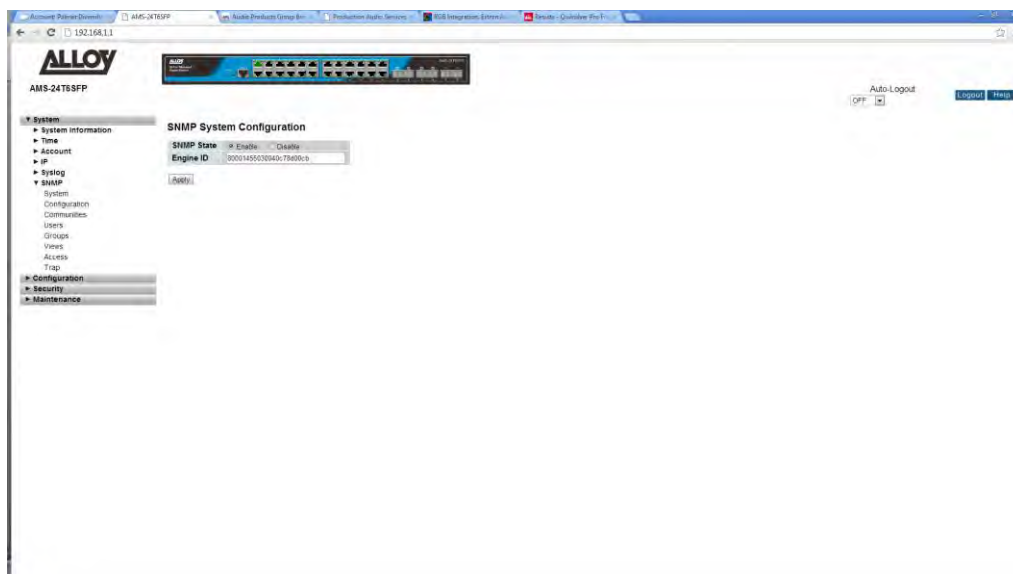 AMS-24T6SFP
192.168.1.1
ALLOY
AMS-24T6SFP
Auto-Logout
OFF
Logout Help
▼ System
► System Information
► Time
► Account
► IP
► Syslog
▼ SNMP
System
Configuration
Communities
Users
Groups
Views
Access
Trap
► Configuration
► Security
► Maintenance
SNMP System Configuration
SNMP State Enable Disable
Engine ID
Apply